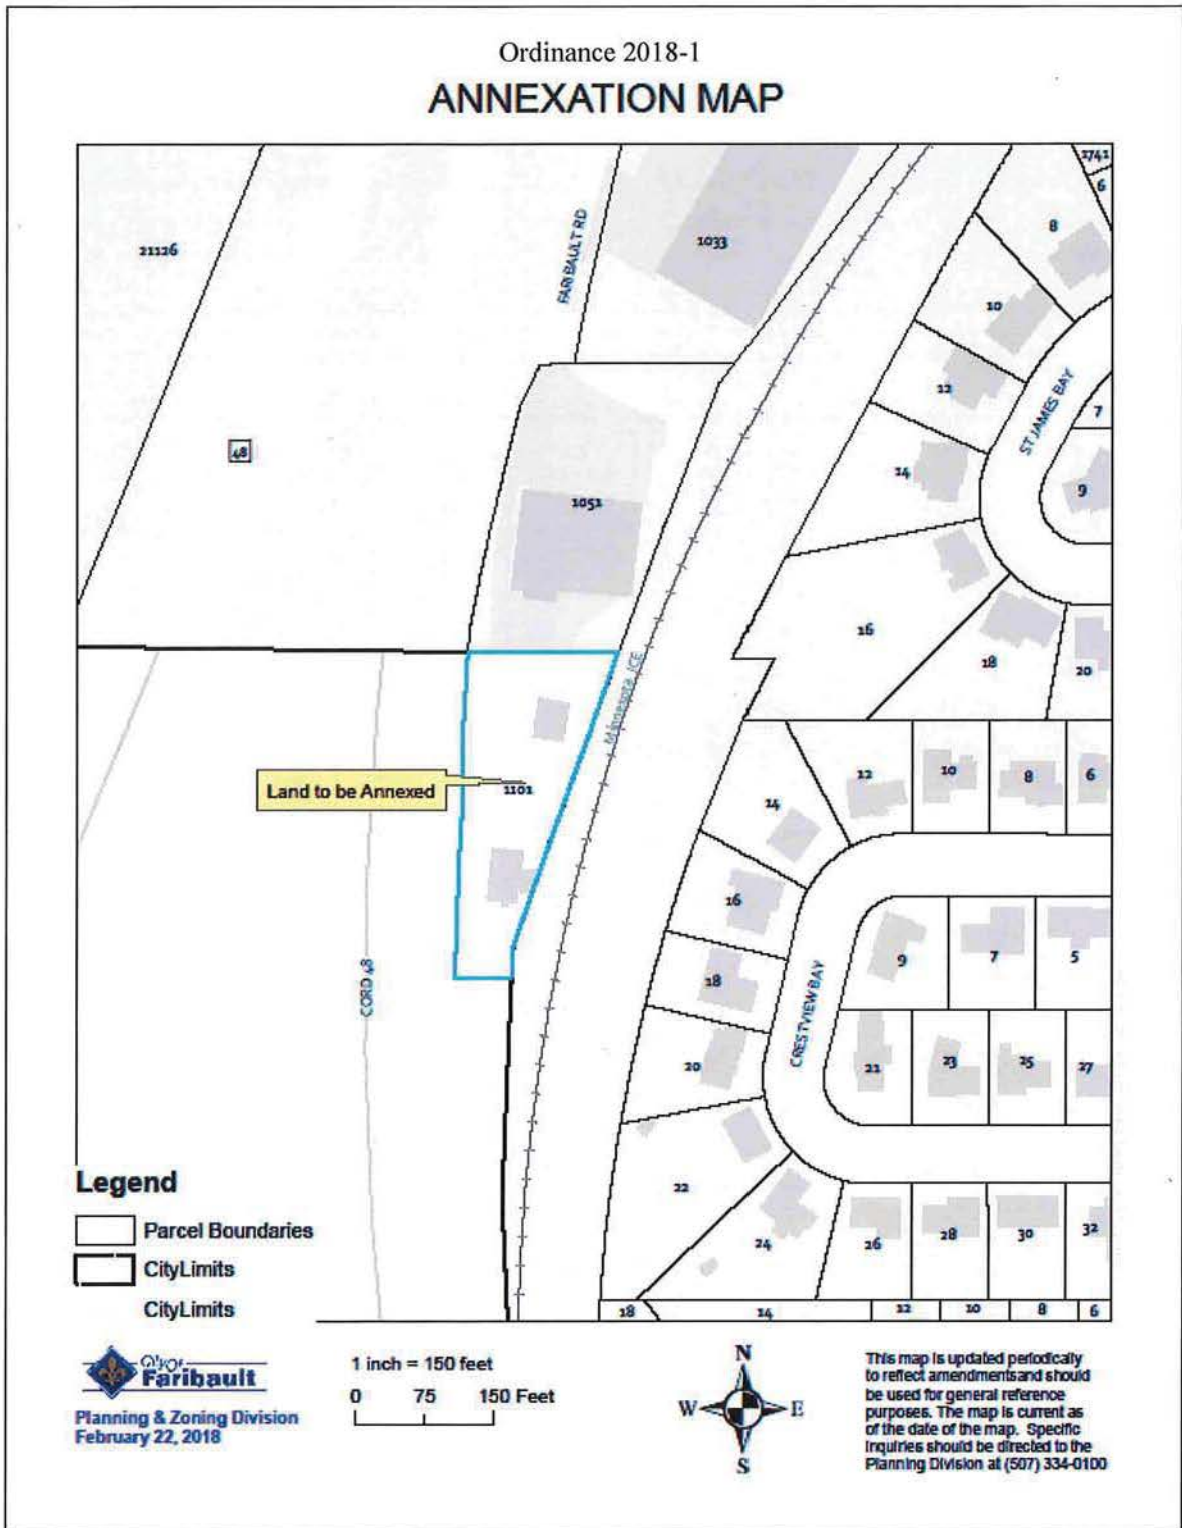 Ordinance 2018-1
ANNEXATION MAP
1741
6
8
21126
FARIBAULT RD
1033
10
12
ST JAMES BAY
7
48
14
9
1051
16
18
20
Minnesota, ICE
12
10
8
6
Land to be Annexed
1101
14
16
9
7
5
18
CORD 48
CRESTVIEW BAY
20
21
23
25
27
22
24
26
28
30
32
18
14
12
10
8
6
Legend
Parcel Boundaries
CityLimits
CityLimits
City of
Faribault
Planning & Zoning Division
February 22, 2018
1 inch = 150 feet
0 75 150 Feet
N
W E
S
This map is updated periodically
to reflect amendments and should
be used for general reference
purposes. The map is current as
of the date of the map. Specific
inquiries should be directed to the
Planning Division at (507) 334-0100